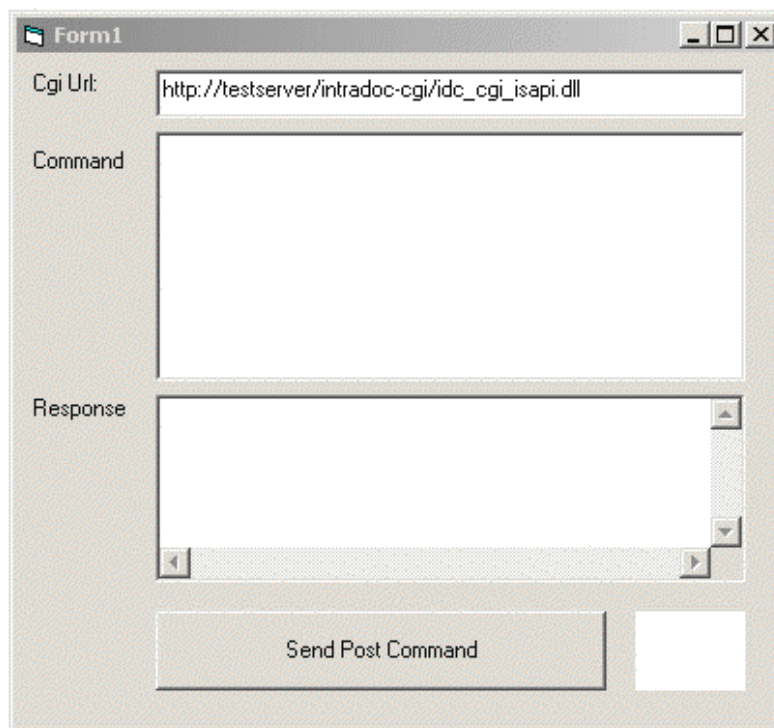 Form1
Cgi Url:
http://testserver/intradoc-cgi/idc_cgi_isapi.dll
Command
Response
Send Post Command